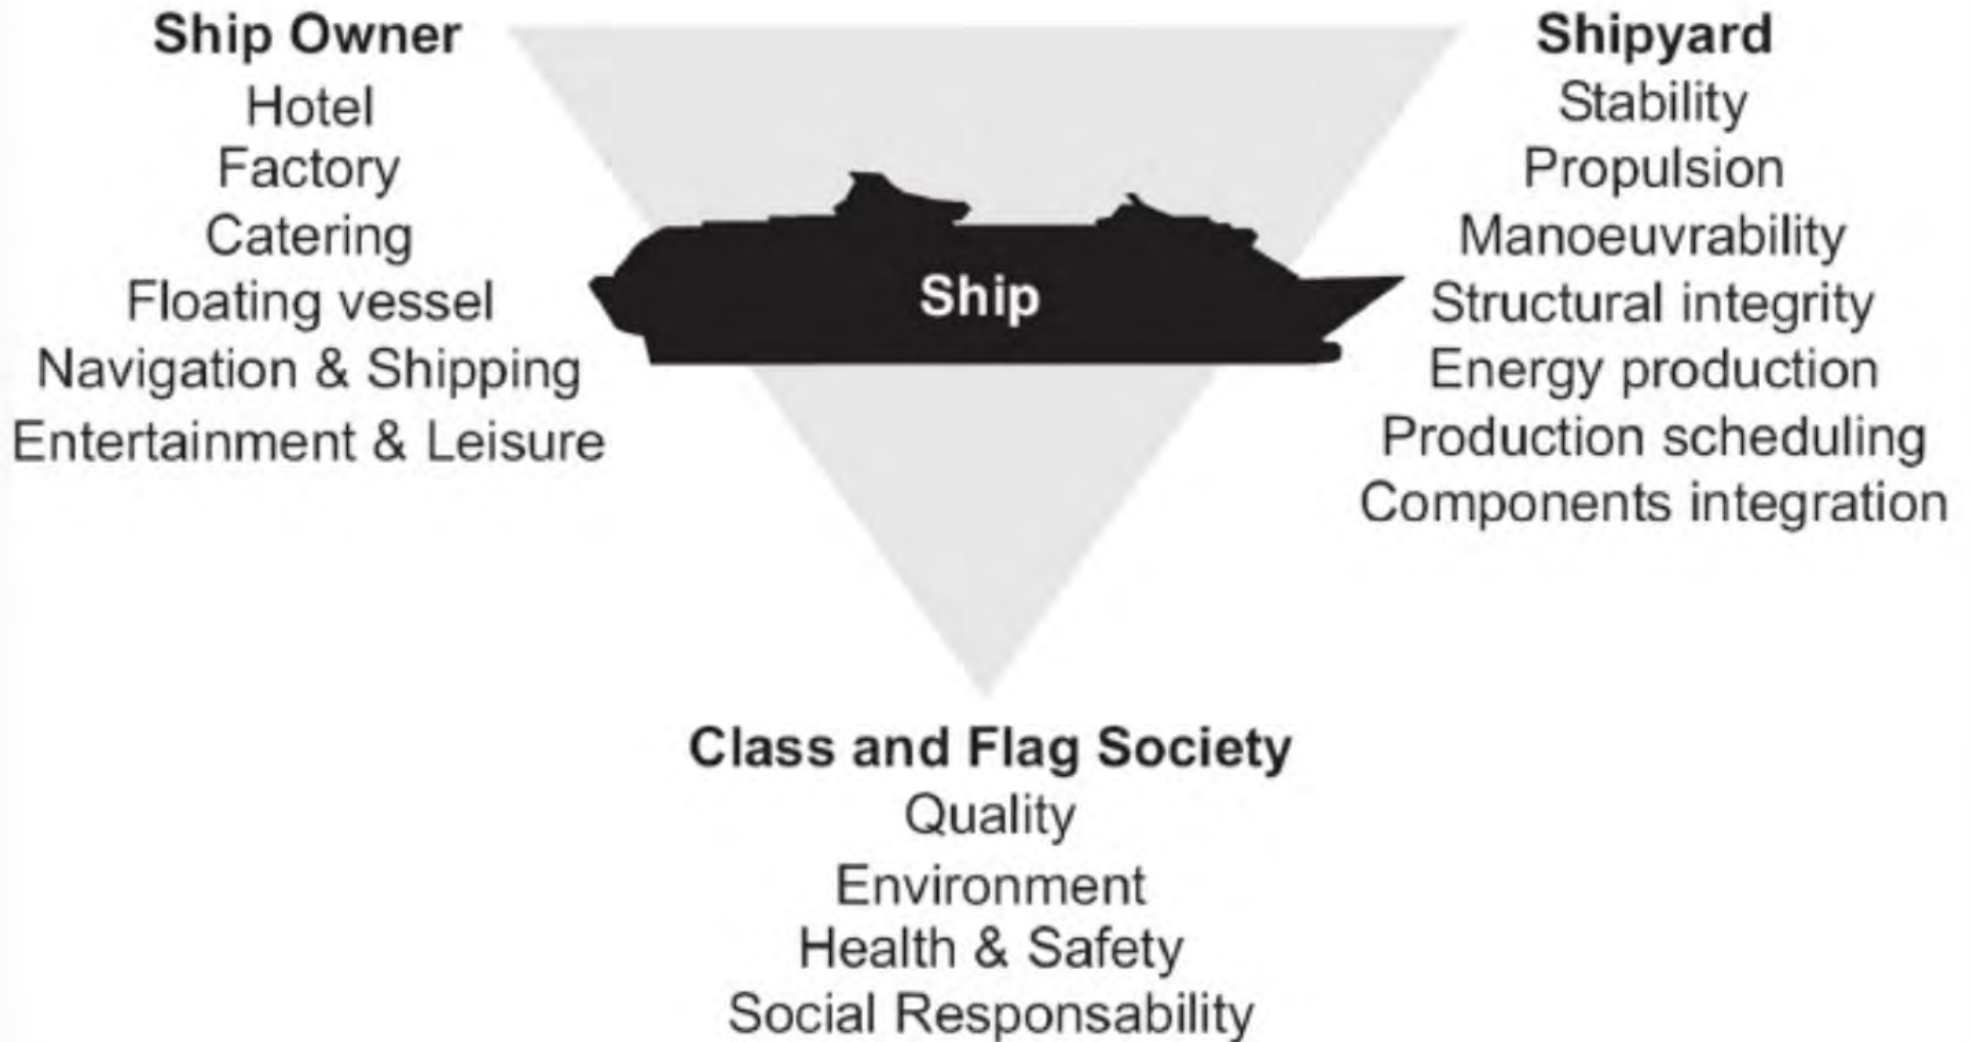 Ship Owner
Hotel
Factory
Catering
Floating vessel
Navigation & Shipping
Entertainment & Leisure
Ship
Shipyard
Stability
Propulsion
Manoeuvrability
Structural integrity
Energy production
Production scheduling
Components integration
Class and Flag Society
Quality
Environment
Health & Safety
Social Responsability